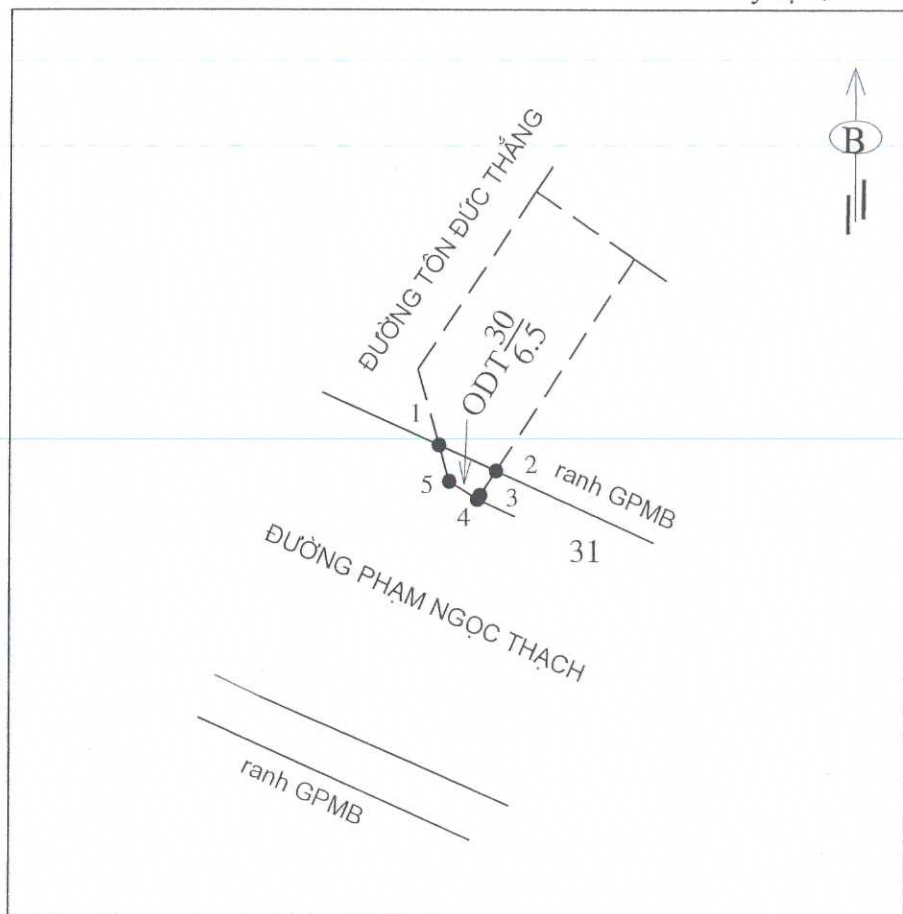 B
ĐƯỜNG TÔN ĐỨC THẮNG
ODT 30/6.5
1
2
ranh GPMB
5
3
4
31
ĐƯỜNG PHẠM NGỌC THẠCH
ranh GPMB